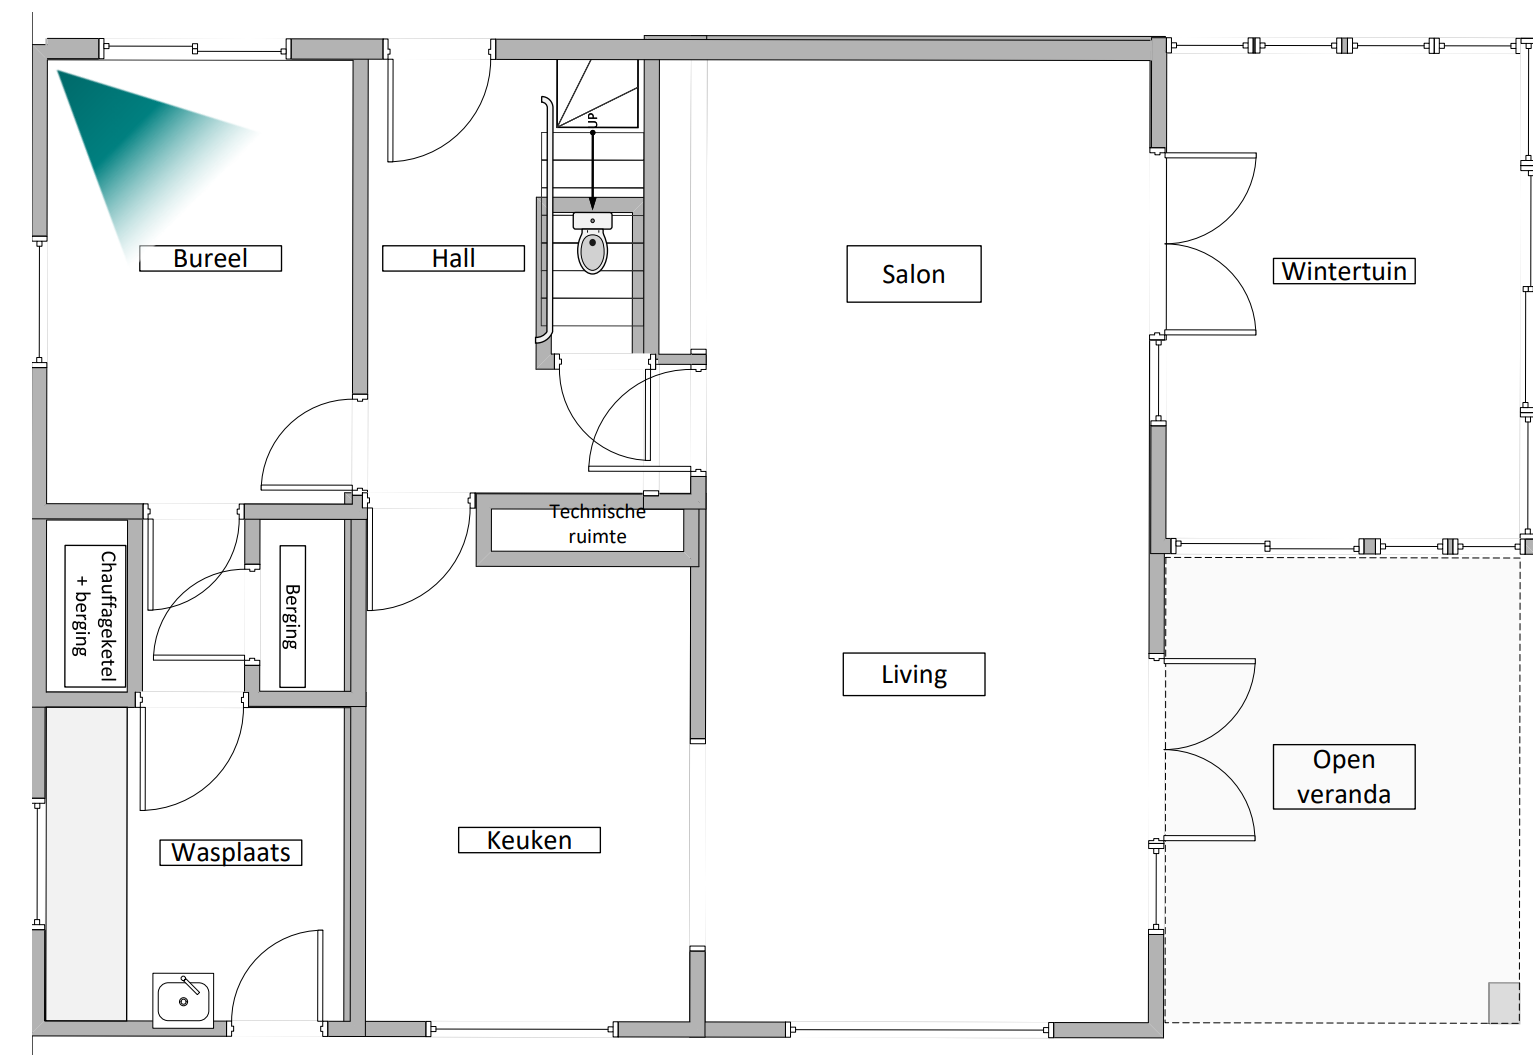 UP
Bureel
Hall
Salon
Wintertuin
Technische
ruimte
Chauffageketel
+ berging
Berging
Living
Open
veranda
Keuken
Wasplaats